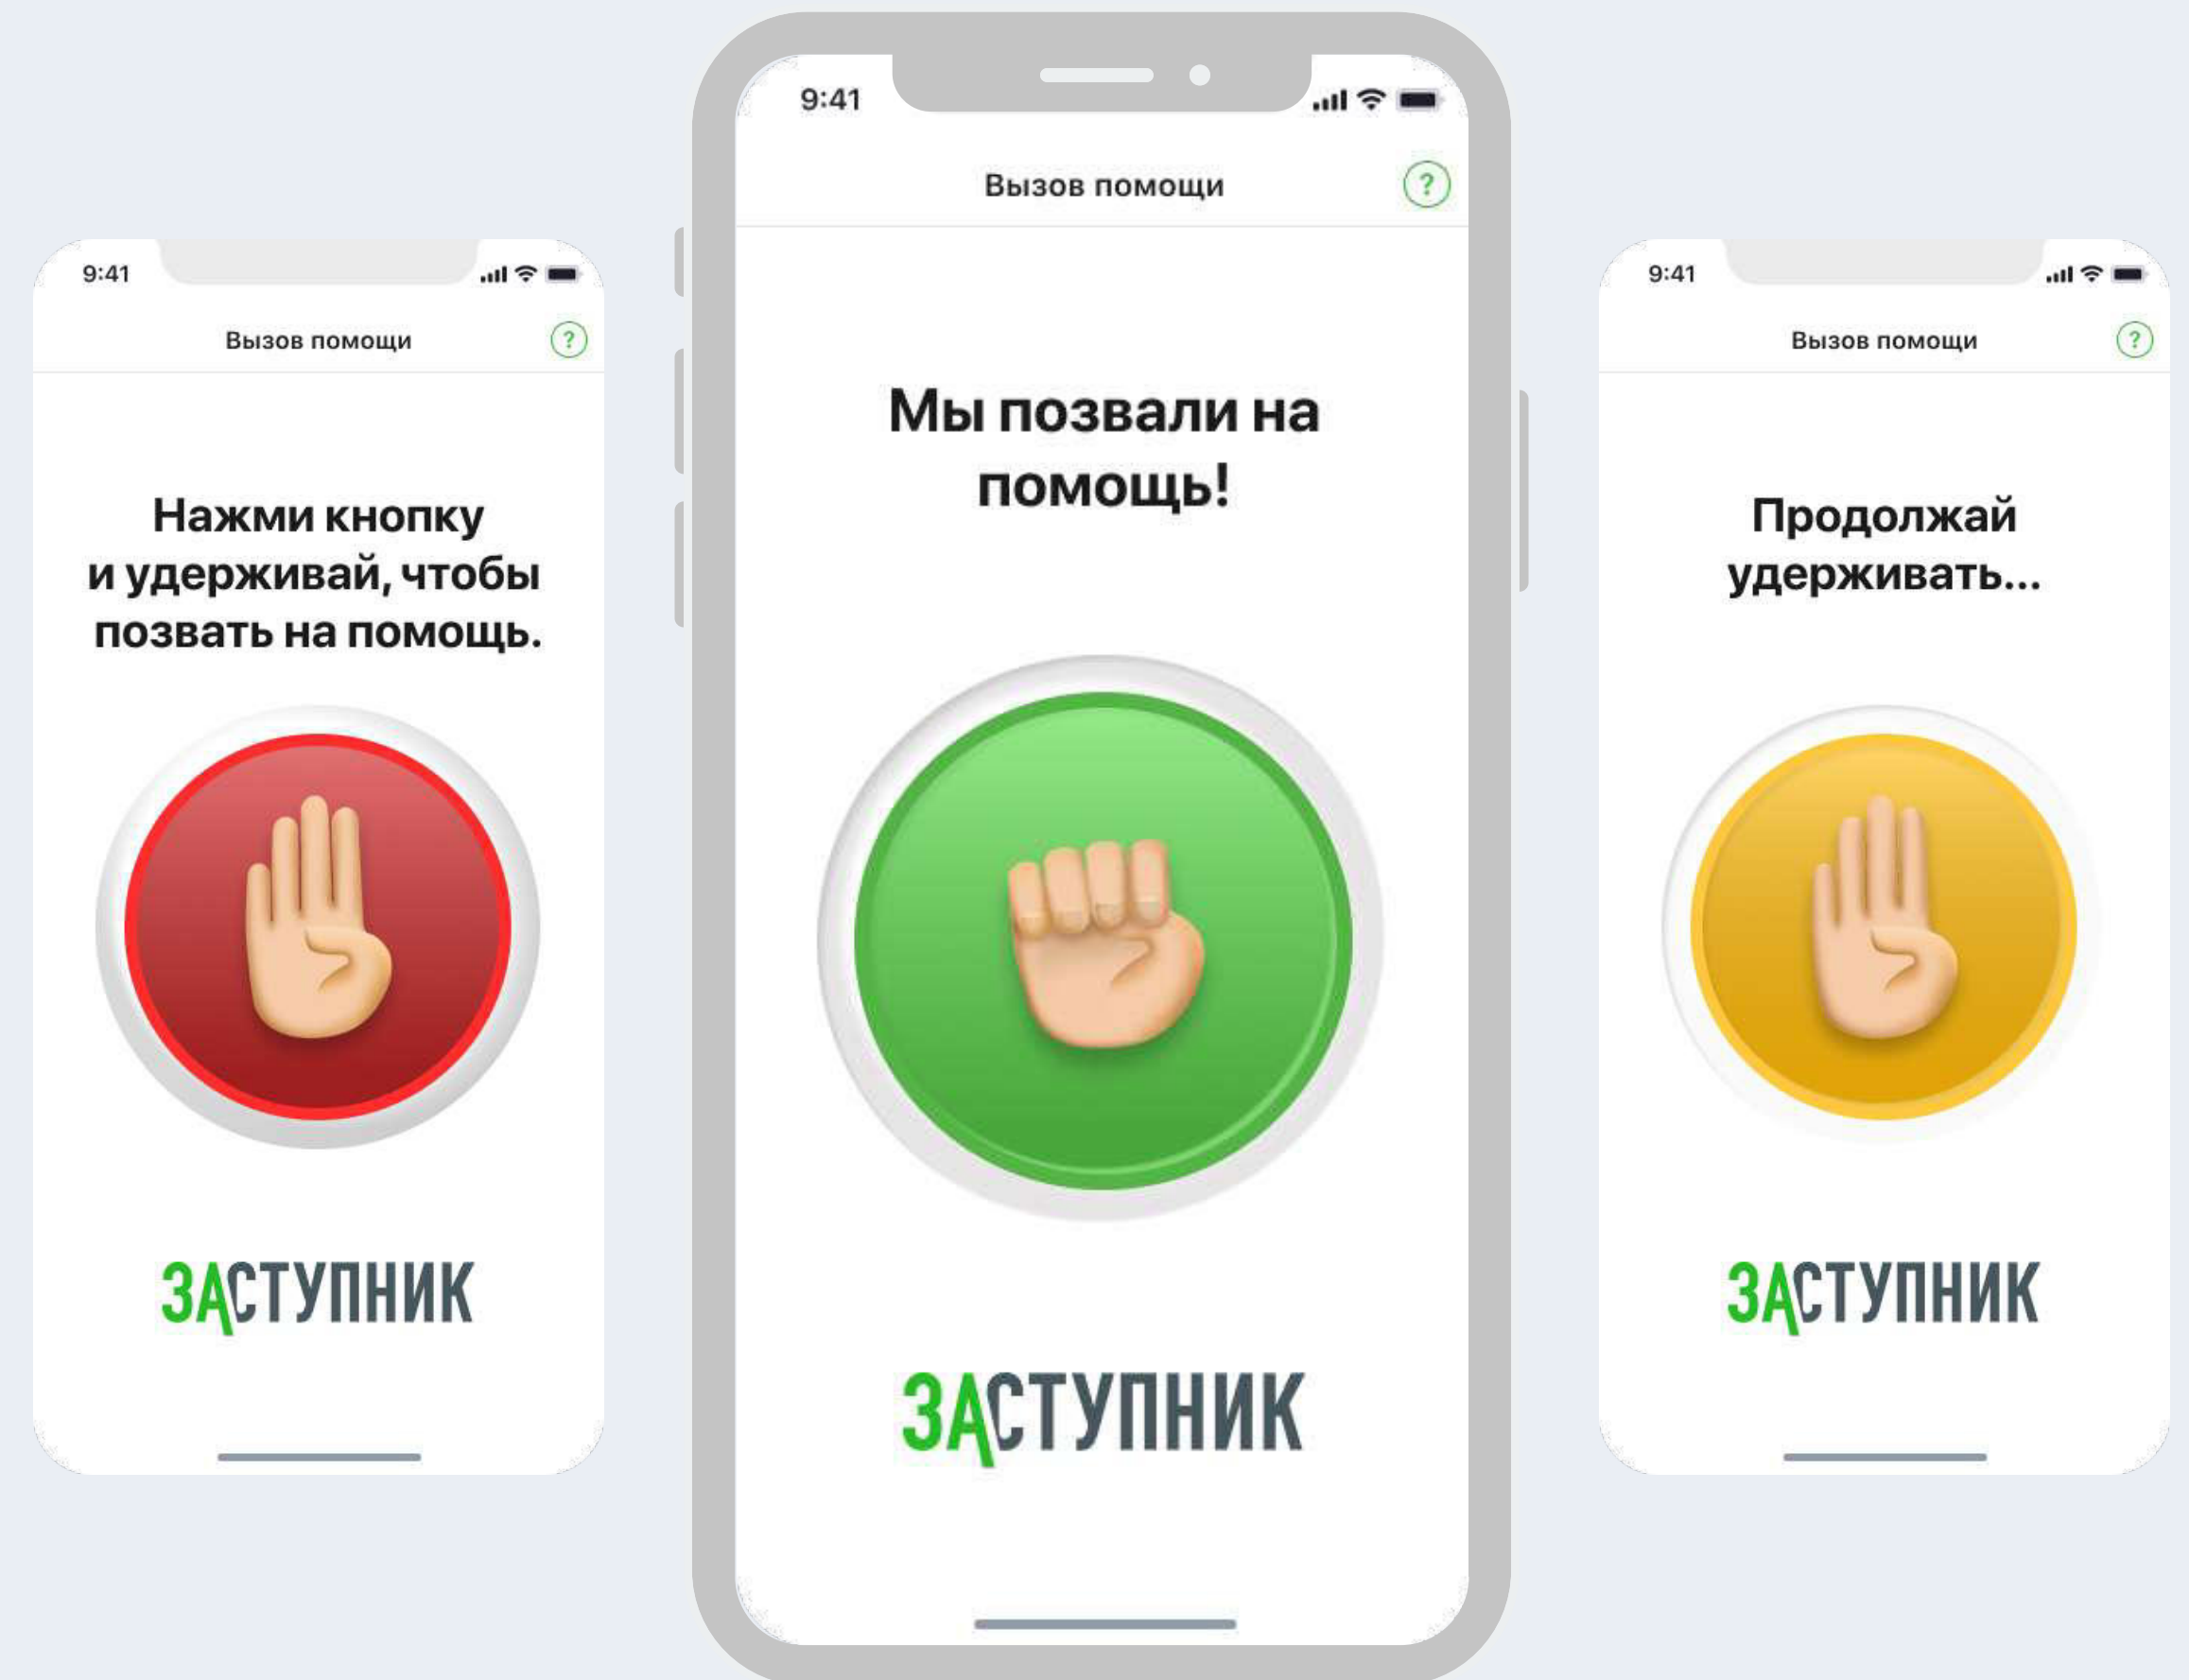 9:41
Вызов помощи
?
Нажми кнопку
и удерживай, чтобы
позвать на помощь.
ЗАСТУПНИК
9:41
Вызов помощи
?
Мы позвали на
помощь!
ЗАСТУПНИК
9:41
Вызов помощи
?
Продолжай
удерживать...
ЗАСТУПНИК